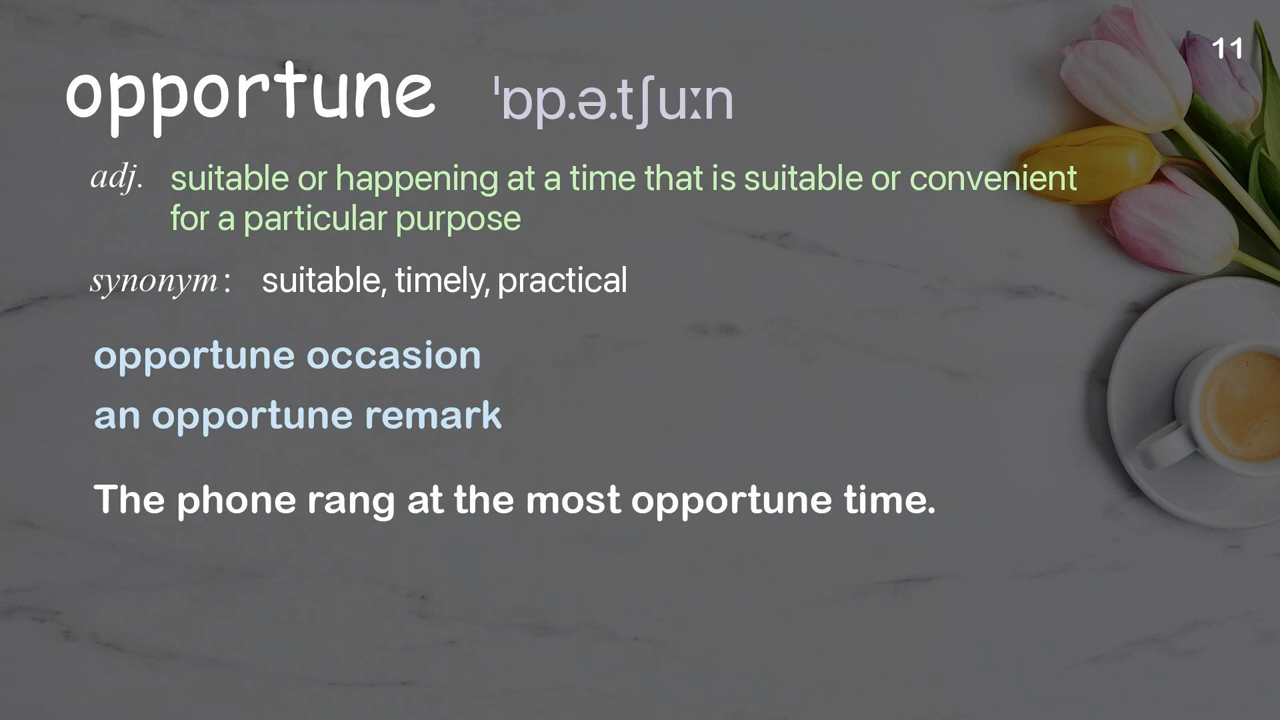 11
opportune ˈɒp.ə.tʃuːn
adj. suitable or happening at a time that is suitable or convenient
for a particular purpose
synonym: suitable, timely, practical
opportune occasion
an opportune remark
The phone rang at the most opportune time.